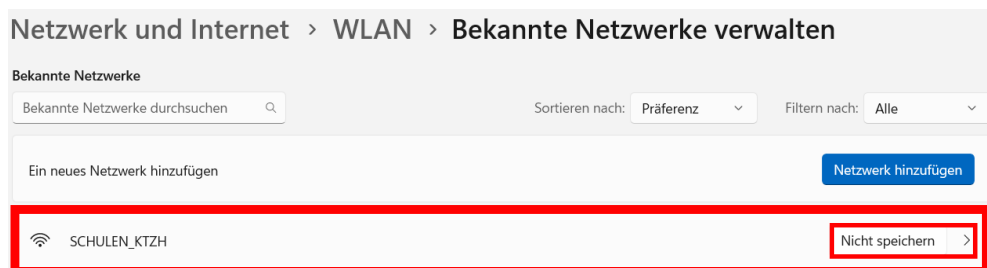 Netzwerk und Internet > WLAN > Bekannte Netzwerke verwalten
Bekannte Netzwerke
Bekannte Netzwerke durchsuchen
Sortieren nach: Präferenz
Filtern nach: Alle
Ein neues Netzwerk hinzufügen
Netzwerk hinzufügen
SCHULEN_KTZH
Nicht speichern